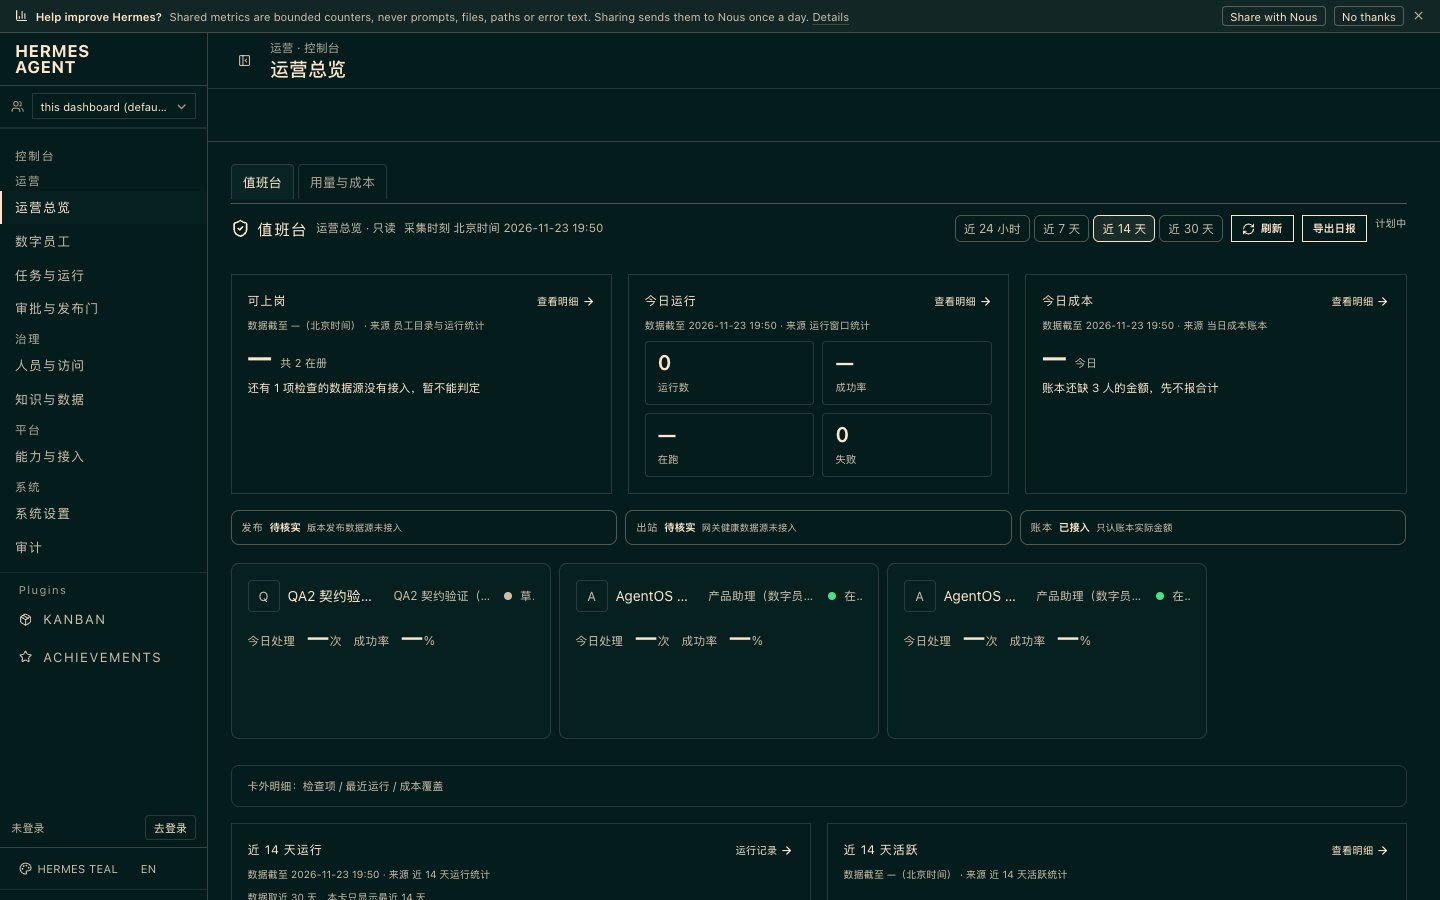 Help improve Hermes? Shared metrics are bounded counters, never prompts, files, paths or error text. Sharing sends them to Nous once a day. Details
Share with Nous
No thanks
HERMES
AGENT
this dashboard (defau...
控制台
运营
运营总览
数字员工
任务与运行
审批与发布门
治理
人员与访问
知识与数据
平台
能力与接入
系统
系统设置
审计
Plugins
KANBAN
ACHIEVEMENTS
未登录
去登录
HERMES TEAL
EN
运营 · 控制台
运营总览
值班台
用量与成本
值班台 运营总览 · 只读 采集时刻 北京时间 2026-11-23 19:50
近 24 小时
近 7 天
近 14 天
近 30 天
刷新
导出日报
计划中
可上岗
查看明细
数据截至 —（北京时间） · 来源 员工目录与运行统计
— 共 2 在册
还有 1 项检查的数据源没有接入，暂不能判定
今日运行
查看明细
数据截至 2026-11-23 19:50 · 来源 运行窗口统计
0
运行数
—
成功率
—
在跑
0
失败
今日成本
查看明细
数据截至 2026-11-23 19:50 · 来源 当日成本账本
— 今日
账本还缺 3 人的金额，先不报合计
发布 待核实 版本发布数据源未接入
出站 待核实 网关健康数据源未接入
账本 已接入 只认账本实际金额
Q QA2 契约验... QA2 契约验证（... 草..
今日处理 —次 成功率 —%
A AgentOS ... 产品助理（数字员... 在..
今日处理 —次 成功率 —%
A AgentOS ... 产品助理（数字员... 在..
今日处理 —次 成功率 —%
卡外明细：检查项 / 最近运行 / 成本覆盖
近 14 天运行
运行记录
数据截至 2026-11-23 19:50 · 来源 近 14 天运行统计
数据取近 30 天，本卡只显示最近 14 天
近 14 天活跃
查看明细
数据截至 —（北京时间） · 来源 近 14 天活跃统计